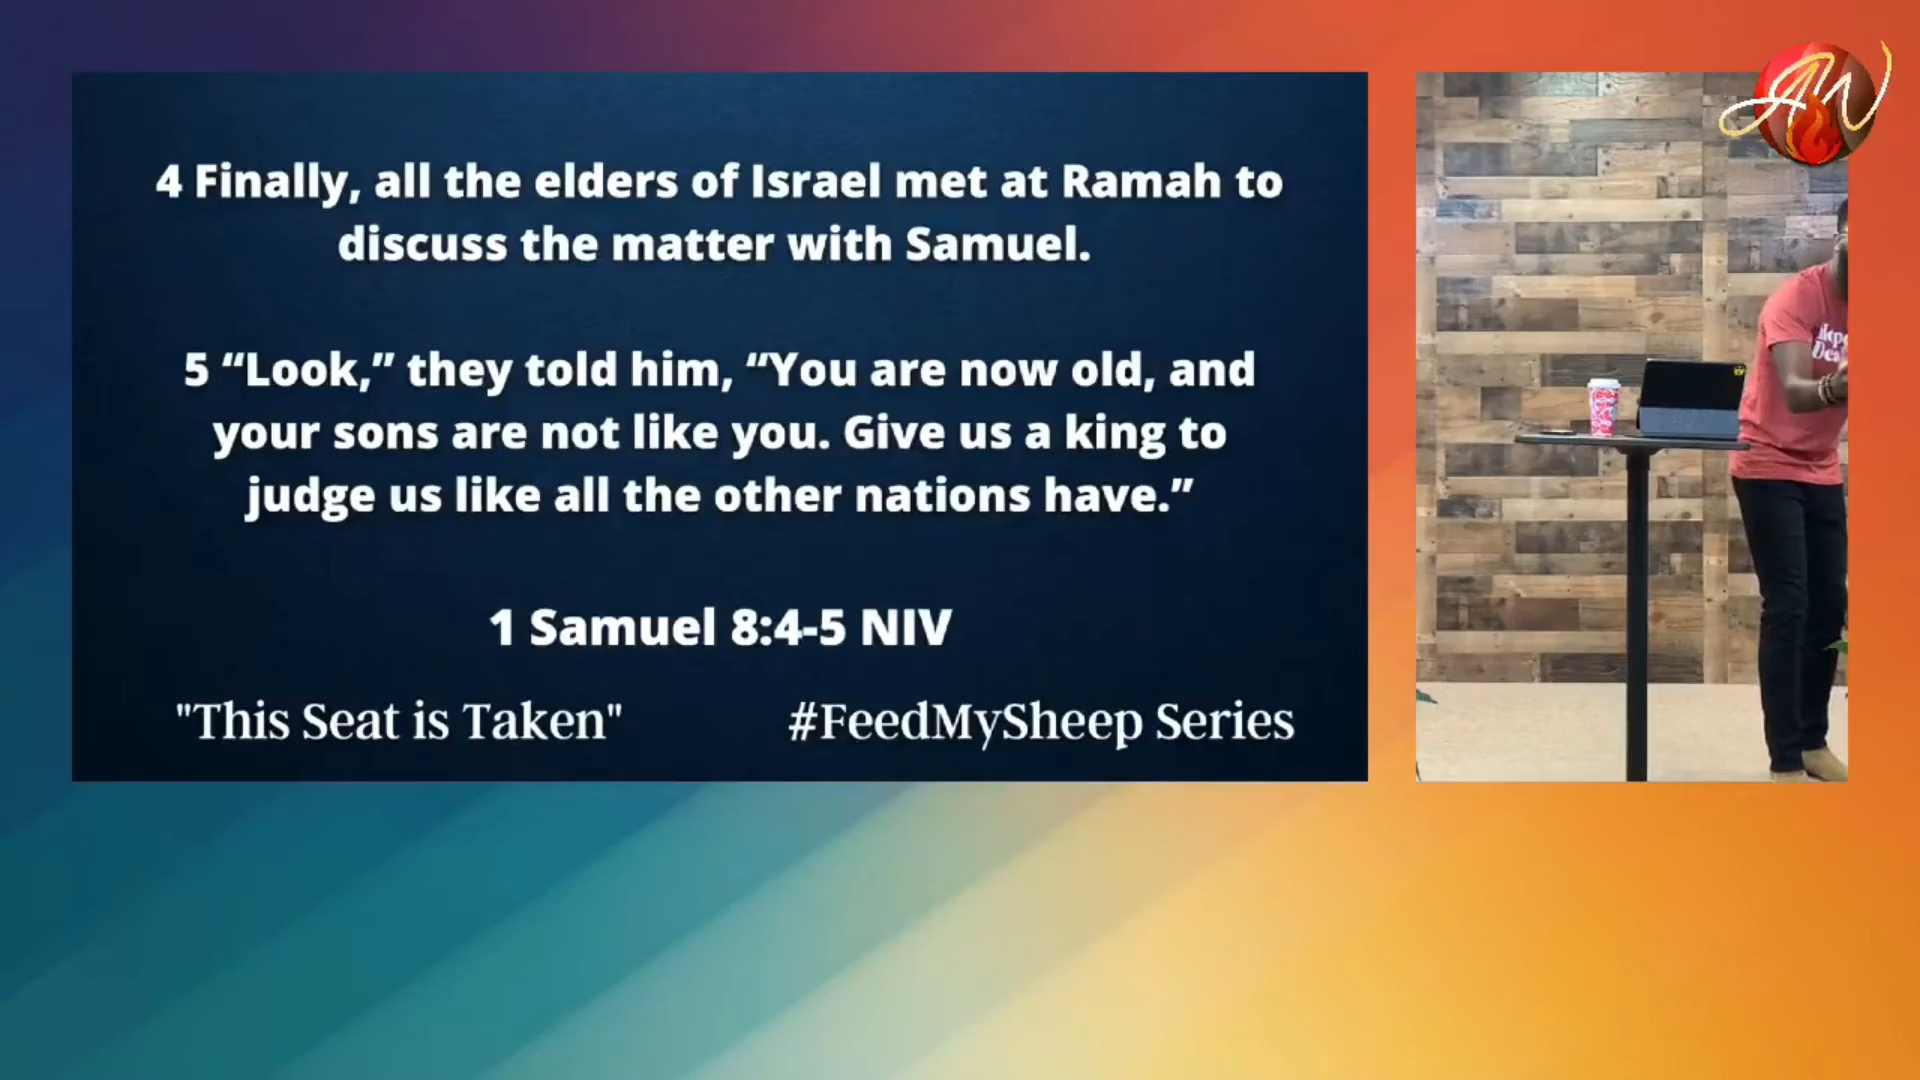 4 Finally, all the elders of Israel met at Ramah to
discuss the matter with Samuel.
5 “Look,” they told him, “You are now old, and
your sons are not like you. Give us a king to
judge us like all the other nations have.”
1 Samuel 8:4-5 NIV
"This Seat is Taken"
#FeedMySheep Series
AW